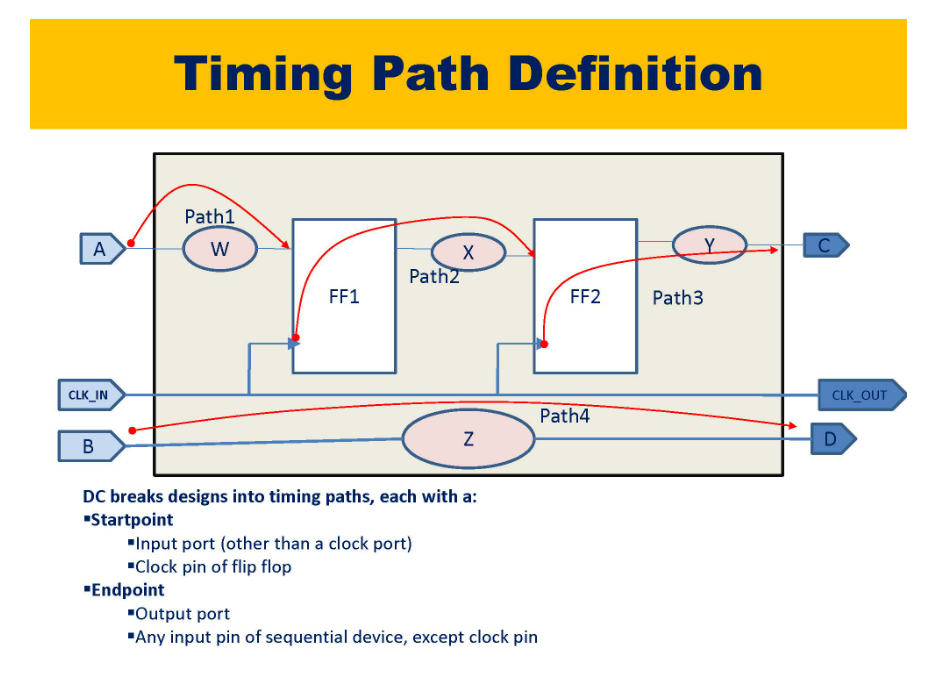 Timing Path Definition
Path1
A
W
X
Y
C
Path2
FF1
FF2
Path3
CLK_IN
CLK_OUT
Path4
B
Z
D
DC breaks designs into timing paths, each with a:
▪Startpoint
▪Input port (other than a clock port)
▪Clock pin of flip flop
▪Endpoint
▪Output port
▪Any input pin of sequential device, except clock pin